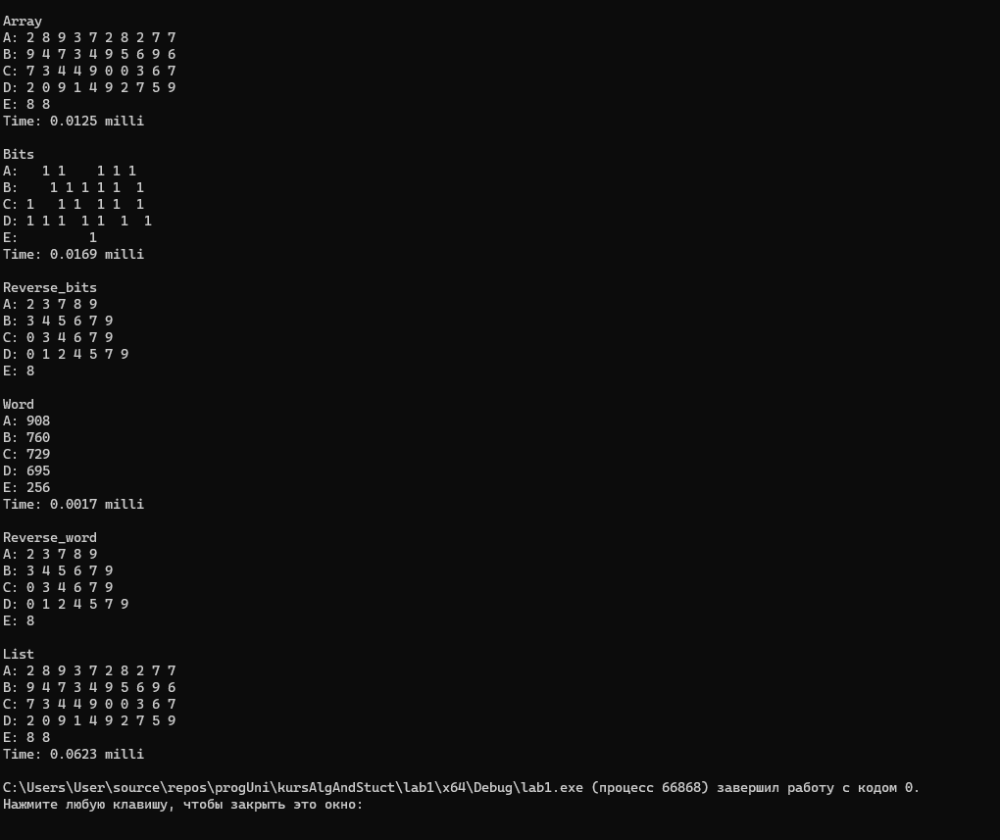 Array
A: 2 8 9 3 7 2 8 2 7 7
B: 9 4 7 3 4 9 5 6 9 6
C: 7 3 4 4 9 0 0 3 6 7
D: 2 0 9 1 4 9 2 7 5 9
E: 8 8
Time: 0.0125 milli

Bits
A:   1 1    1 1 1
B:    1 1 1 1 1  1
C: 1   1 1  1 1  1
D: 1 1 1  1 1  1  1
E:         1
Time: 0.0169 milli

Reverse_bits
A: 2 3 7 8 9
B: 3 4 5 6 7 9
C: 0 3 4 6 7 9
D: 0 1 2 4 5 7 9
E: 8

Word
A: 908
B: 760
C: 729
D: 695
E: 256
Time: 0.0017 milli

Reverse_word
A: 2 3 7 8 9
B: 3 4 5 6 7 9
C: 0 3 4 6 7 9
D: 0 1 2 4 5 7 9
E: 8

List
A: 2 8 9 3 7 2 8 2 7 7
B: 9 4 7 3 4 9 5 6 9 6
C: 7 3 4 4 9 0 0 3 6 7
D: 2 0 9 1 4 9 2 7 5 9
E: 8 8
Time: 0.0623 milli

C:\Users\User\source\repos\progUni\kursAlgAndStuct\lab1\x64\Debug\lab1.exe (процесс 66868) завершил работу с кодом 0.
Нажмите любую клавишу, чтобы закрыть это окно: